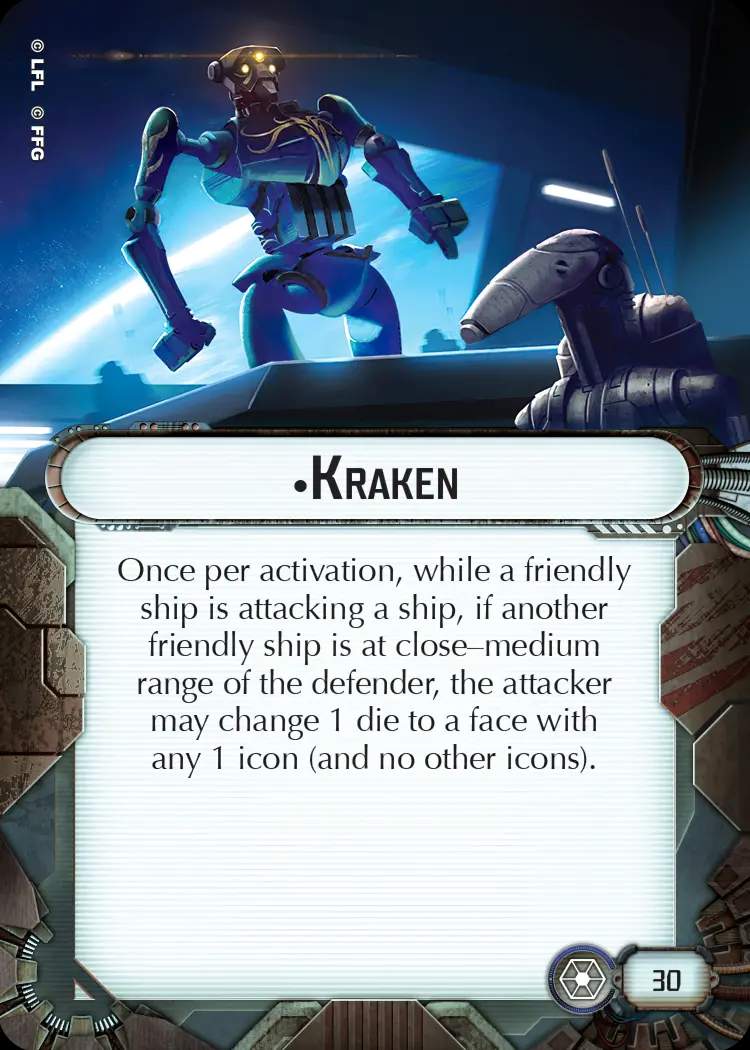 © LFL © FFG
•Kraken
Once per activation, while a friendly
ship is attacking a ship, if another
friendly ship is at close–medium
range of the defender, the attacker
may change 1 die to a face with
any 1 icon (and no other icons).
30